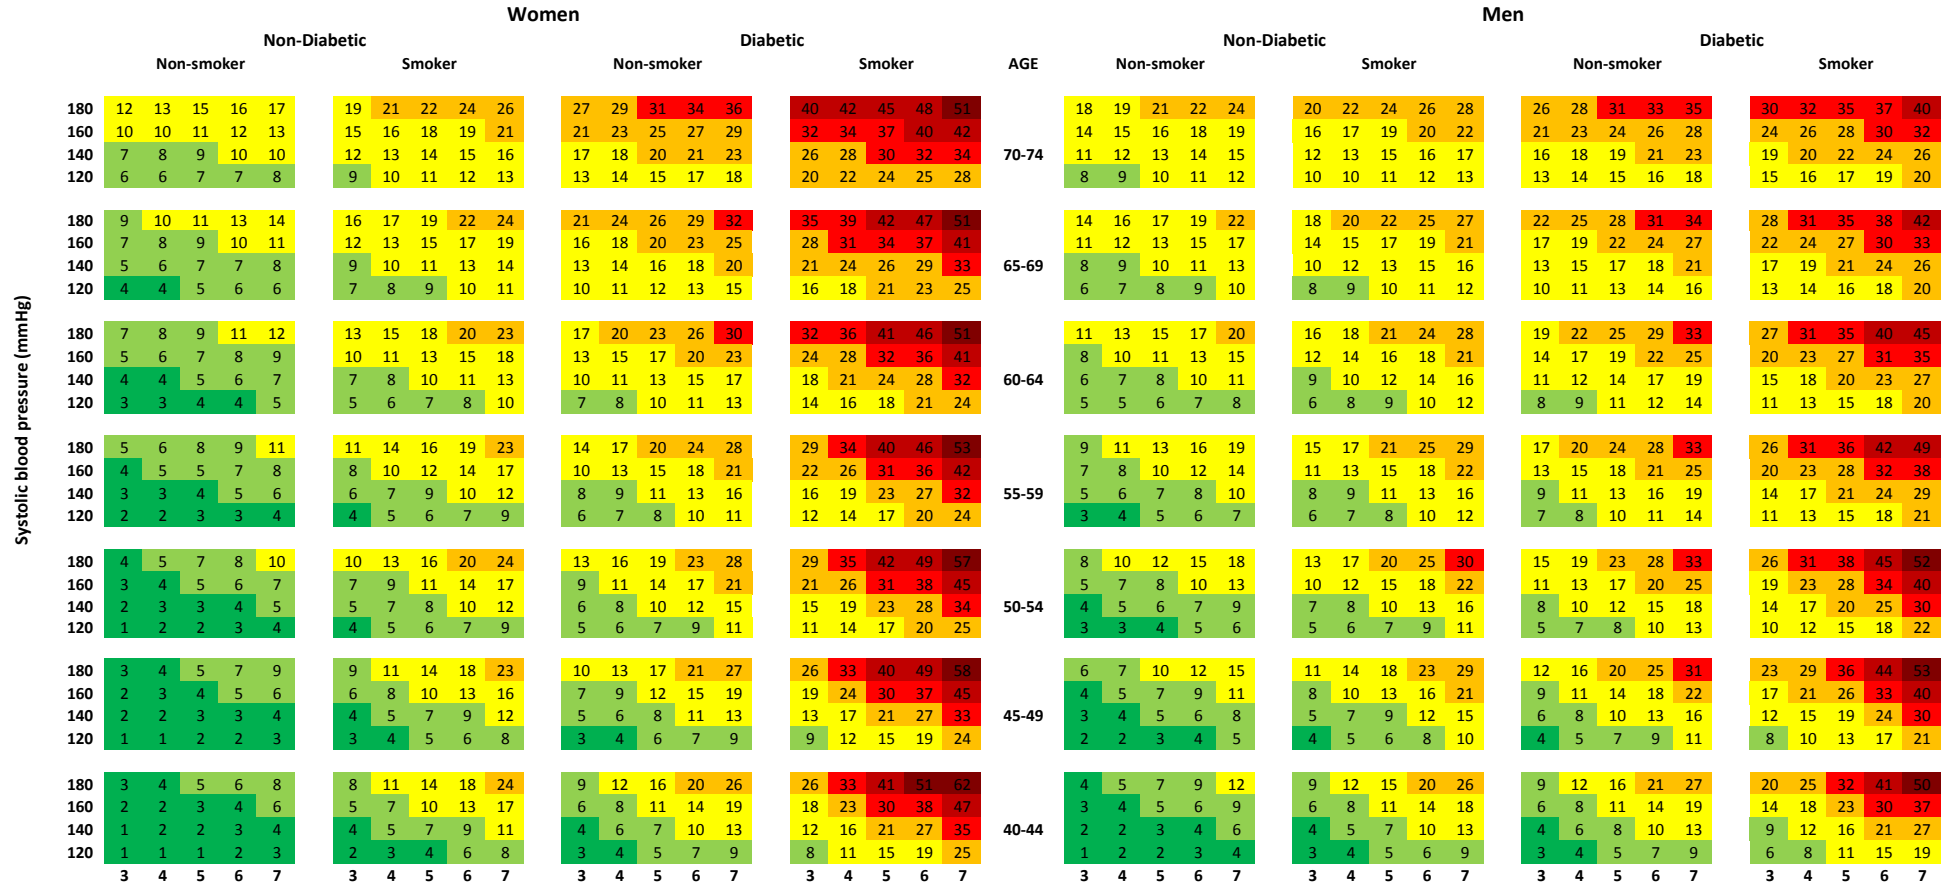 Women Men
Non-Diabetic Diabetic Non-Diabetic Diabetic
Non-smoker Smoker Non-smoker Smoker AGE Non-smoker Smoker Non-smoker Smoker
Systolic blood pressure (mmHg)
180 12 13 15 16 17 19 21 22 24 26 27 29 31 34 36 40 42 45 48 51 18 19 21 22 24 20 22 24 26 28 26 28 31 33 35 30 32 35 37 40
160 10 10 11 12 13 15 16 18 19 21 21 23 25 27 29 32 34 37 40 42 14 15 16 18 19 16 17 19 20 22 21 23 24 26 28 24 26 28 30 32
70-74
140 7 8 9 10 10 12 13 14 15 16 17 18 20 21 23 26 28 30 32 34 11 12 13 14 15 12 13 15 16 17 16 18 19 21 23 19 20 22 24 26
120 6 6 7 7 8 9 10 11 12 13 13 14 15 17 18 20 22 24 25 28 8 9 10 11 12 10 10 11 12 13 13 14 15 16 18 15 16 17 19 20
180 9 10 11 13 14 16 17 19 22 24 21 24 26 29 32 35 39 42 47 51 14 16 17 19 22 18 20 22 25 27 22 25 28 31 34 28 31 35 38 42
160 7 8 9 10 11 12 13 15 17 19 16 18 20 23 25 28 31 34 37 41 11 12 13 15 17 14 15 17 19 21 17 19 22 24 27 22 24 27 30 33
65-69
140 5 6 7 7 8 9 10 11 13 14 13 14 16 18 20 21 24 26 29 33 8 9 10 11 13 10 12 13 15 16 13 15 17 18 21 17 19 21 24 26
120 4 4 5 6 6 7 8 9 10 11 10 11 12 13 15 16 18 21 23 25 6 7 8 9 10 8 9 10 11 12 10 11 13 14 16 13 14 16 18 20
180 7 8 9 11 12 13 15 18 20 23 17 20 23 26 30 32 36 41 46 51 11 13 15 17 20 16 18 21 24 28 19 22 25 29 33 27 31 35 40 45
160 5 6 7 8 9 10 11 13 15 18 13 15 17 20 23 24 28 32 36 41 8 10 11 13 15 12 14 16 18 21 14 17 19 22 25 20 23 27 31 35
60-64
140 4 4 5 6 7 7 8 10 11 13 10 11 13 15 17 18 21 24 28 32 6 7 8 10 11 9 10 12 14 16 11 12 14 17 19 15 18 20 23 27
120 3 3 4 4 5 5 6 7 8 10 7 8 10 11 13 14 16 18 21 24 5 5 6 7 8 6 8 9 10 12 8 9 11 12 14 11 13 15 18 20
180 5 6 8 9 11 11 14 16 19 23 14 17 20 24 28 29 34 40 46 53 9 11 13 16 19 15 17 21 25 29 17 20 24 28 33 26 31 36 42 49
160 4 5 5 7 8 8 10 12 14 17 10 13 15 18 21 22 26 31 36 42 7 8 10 12 14 11 13 15 18 22 13 15 18 21 25 20 23 28 32 38
55-59
140 3 3 4 5 6 6 7 9 10 12 8 9 11 13 16 16 19 23 27 32 5 6 7 8 10 8 9 11 13 16 9 11 13 16 19 14 17 21 24 29
120 2 2 3 3 4 4 5 6 7 9 6 7 8 10 11 12 14 17 20 24 3 4 5 6 7 6 7 8 10 12 7 8 10 11 14 11 13 15 18 21
180 4 5 7 8 10 10 13 16 20 24 13 16 19 23 28 29 35 42 49 57 8 10 12 15 18 13 17 20 25 30 15 19 23 28 33 26 31 38 45 52
160 3 4 5 6 7 7 9 11 14 17 9 11 14 17 21 21 26 31 38 45 5 7 8 10 13 10 12 15 18 22 11 13 17 20 25 19 23 28 34 40
50-54
140 2 3 3 4 5 5 7 8 10 12 6 8 10 12 15 15 19 23 28 34 4 5 6 7 9 7 8 10 13 16 8 10 12 15 18 14 17 20 25 30
120 1 2 2 3 4 4 5 6 7 9 5 6 7 9 11 11 14 17 20 25 3 3 4 5 6 5 6 7 9 11 5 7 8 10 13 10 12 15 18 22
180 3 4 5 7 9 9 11 14 18 23 10 13 17 21 27 26 33 40 49 58 6 7 10 12 15 11 14 18 23 29 12 16 20 25 31 23 29 36 44 53
160 2 3 4 5 6 6 8 10 13 16 7 9 12 15 19 19 24 30 37 45 4 5 7 9 11 8 10 13 16 21 9 11 14 18 22 17 21 26 33 40
45-49
140 2 2 3 3 4 4 5 7 9 12 5 6 8 11 13 13 17 21 27 33 3 4 5 6 8 5 7 9 12 15 6 8 10 13 16 12 15 19 24 30
120 1 1 2 2 3 3 4 5 6 8 3 4 6 7 9 9 12 15 19 24 2 2 3 4 5 4 5 6 8 10 4 5 7 9 11 8 10 13 17 21
180 3 4 5 6 8 8 11 14 18 24 9 12 16 20 26 26 33 41 51 62 4 5 7 9 12 9 12 15 20 26 9 12 16 21 27 20 25 32 41 50
160 2 2 3 4 6 5 7 10 13 17 6 8 11 14 19 18 23 30 38 47 3 4 5 6 9 6 8 11 14 18 6 8 11 14 19 14 18 23 30 37
40-44
140 1 2 2 3 4 4 5 7 9 11 4 6 7 10 13 12 16 21 27 35 2 2 3 4 6 4 5 7 10 13 4 6 8 10 13 9 12 16 21 27
120 1 1 1 2 3 2 3 4 6 8 3 4 5 7 9 8 11 15 19 25 1 2 2 3 4 3 4 5 6 9 3 4 5 7 9 6 8 11 15 19
3 4 5 6 7 3 4 5 6 7 3 4 5 6 7 3 4 5 6 7 3 4 5 6 7 3 4 5 6 7 3 4 5 6 7 3 4 5 6 7